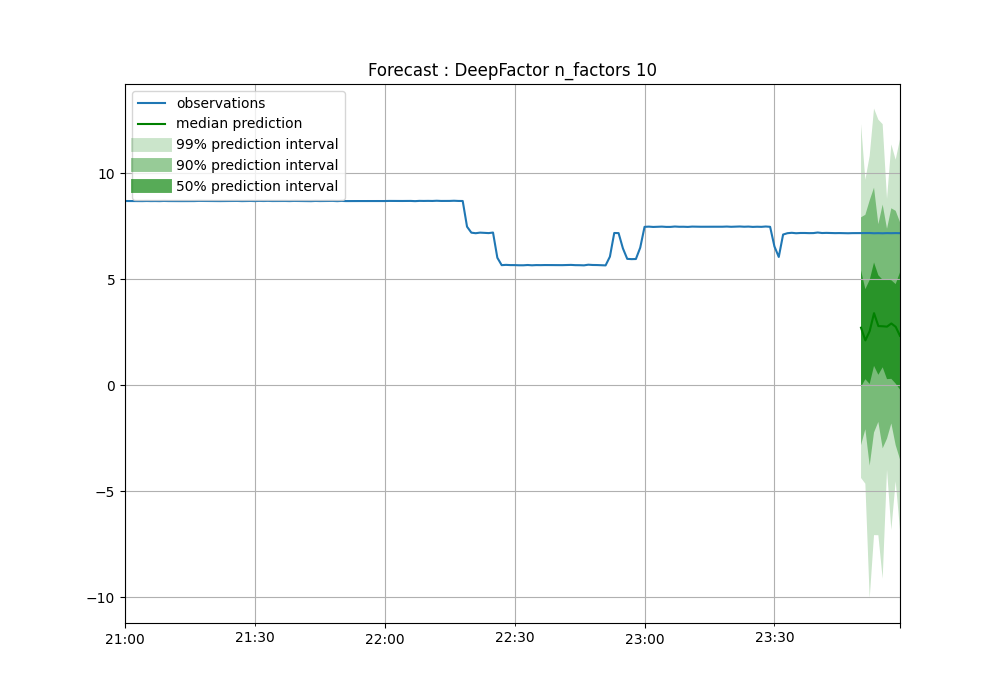 Forecast : DeepFactor n_factors 10
observations
median prediction
99% prediction interval
90% prediction interval
50% prediction interval
10
5
0
−5
−10
21:00
21:30
22:00
22:30
23:00
23:30